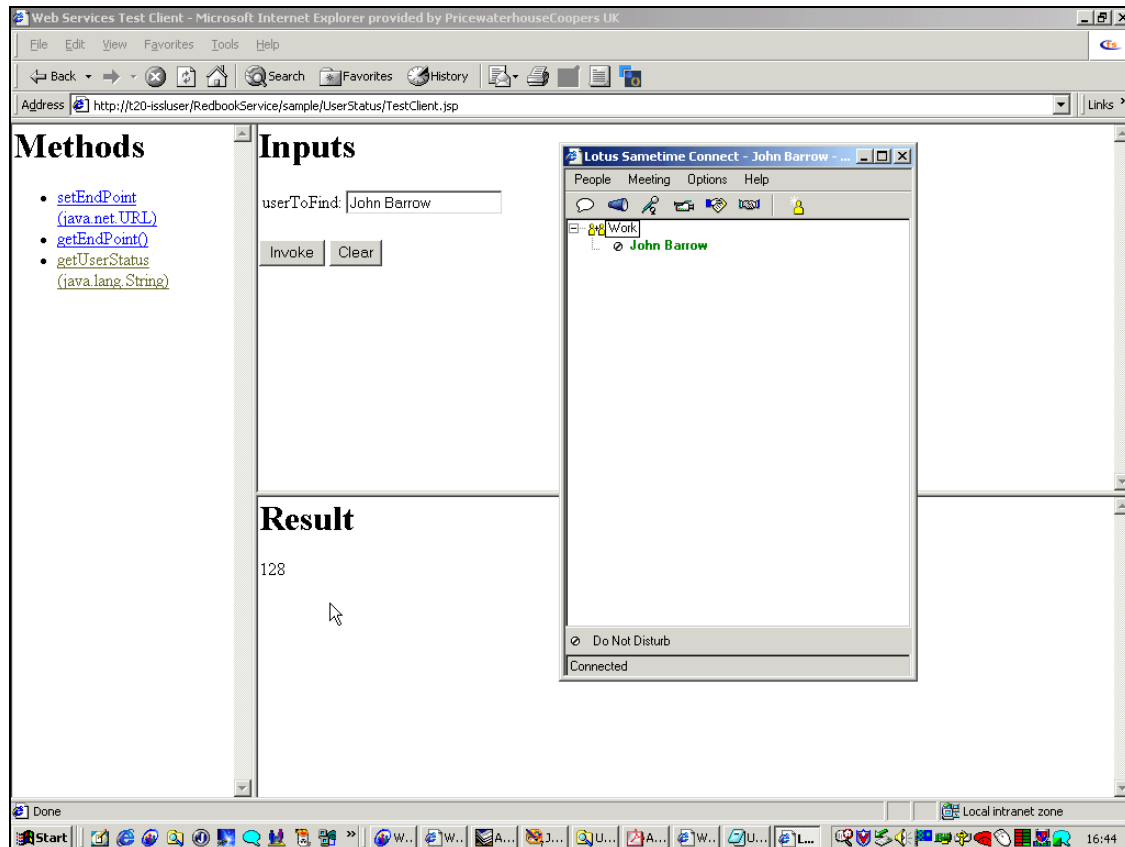 Web Services Test Client - Microsoft Internet Explorer provided by PricewaterhouseCoopers UK
File Edit View Favorites Tools Help
Back Search Favorites History
Address http://t20-issluser/RedbookService/sample/UserStatus/TestClient.jsp Links »
Methods
setEndPoint
(java.net.URL)
getEndPoint()
getUserStatus
(java.lang.String)
Inputs
userToFind: John Barrow
Invoke Clear
Lotus Sametime Connect - John Barrow - ...
People Meeting Options Help
Work
John Barrow
Do Not Disturb
Connected
Result
128
Done Local intranet zone
Start » W... W... A... J... U... A... W... U... L... 16:44